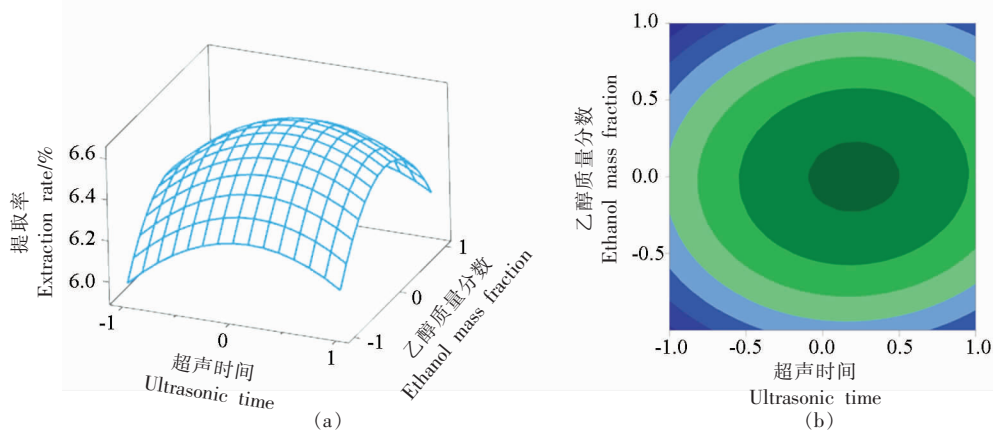 提取率
Extraction rate/%
6.6
6.4
6.2
6.0
-1
0
1
超声时间
Ultrasonic time
-1
0
1
乙醇质量分数
Ethanol mass fraction
(a)
乙醇质量分数
Ethanol mass fraction
1.0
0.5
0.0
-0.5
-1.0
-0.5
0.0
0.5
1.0
超声时间
Ultrasonic time
(b)